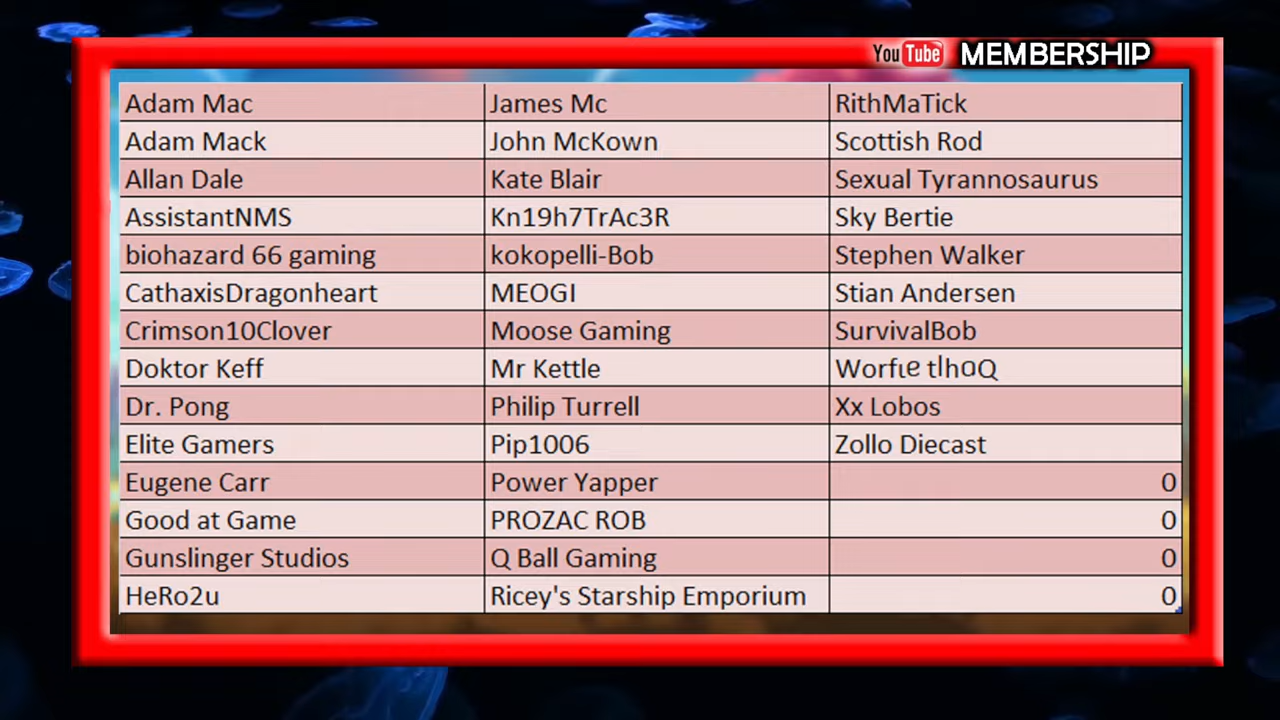 YouTube MEMBERSHIP
Adam Mac James Mc RithMaTick
Adam Mack John McKown Scottish Rod
Allan Dale Kate Blair Sexual Tyrannosaurus
AssistantNMS Kn19h7TrAc3R Sky Bertie
biohazard 66 gaming kokopelli-Bob Stephen Walker
CathaxisDragonheart MEOGI Stian Andersen
Crimson10Clover Moose Gaming SurvivalBob
Doktor Keff Mr Kettle Worfɩɘ tlhօQ
Dr. Pong Philip Turrell Xx Lobos
Elite Gamers Pip1006 Zollo Diecast
Eugene Carr Power Yapper 0
Good at Game PROZAC ROB 0
Gunslinger Studios Q Ball Gaming 0
HeRo2u Ricey's Starship Emporium 0